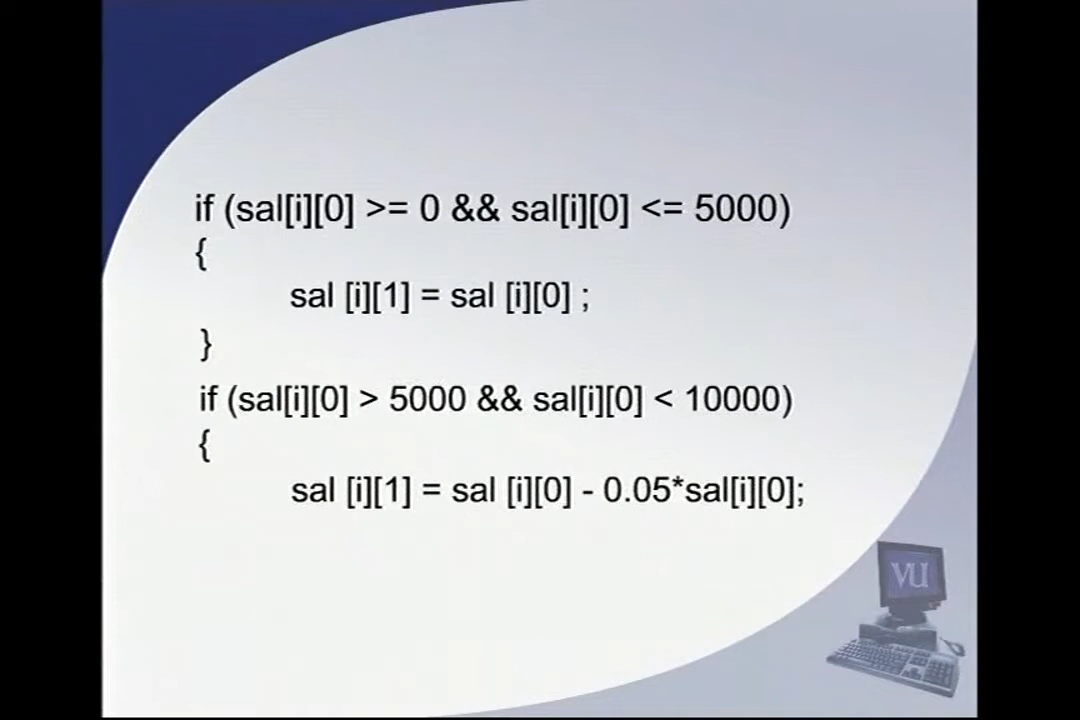 if (sal[i][0] >= 0 && sal[i][0] <= 5000)
{
sal [i][1] = sal [i][0] ;
}
if (sal[i][0] > 5000 && sal[i][0] < 10000)
{
sal [i][1] = sal [i][0] - 0.05*sal[i][0];
VU